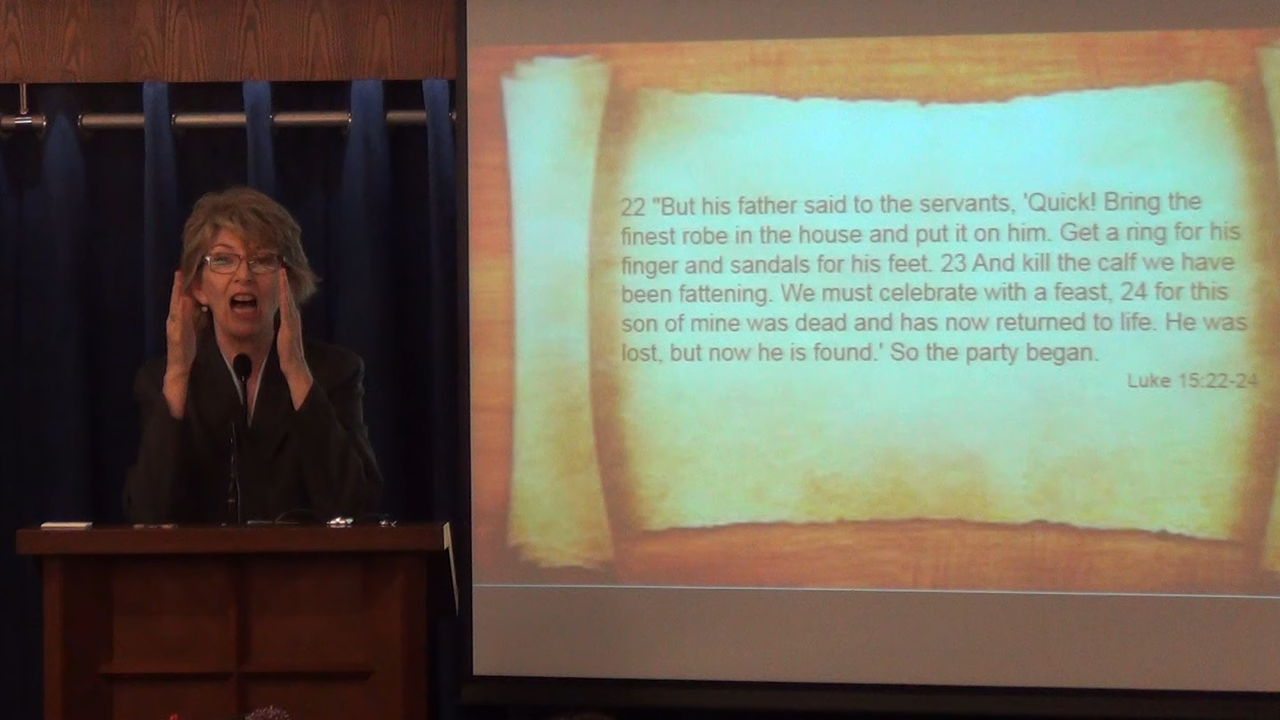 22 "But his father said to the servants, 'Quick! Bring the
finest robe in the house and put it on him. Get a ring for his
finger and sandals for his feet. 23 And kill the calf we have
been fattening. We must celebrate with a feast, 24 for this
son of mine was dead and has now returned to life. He was
lost, but now he is found.' So the party began.
Luke 15:22-24